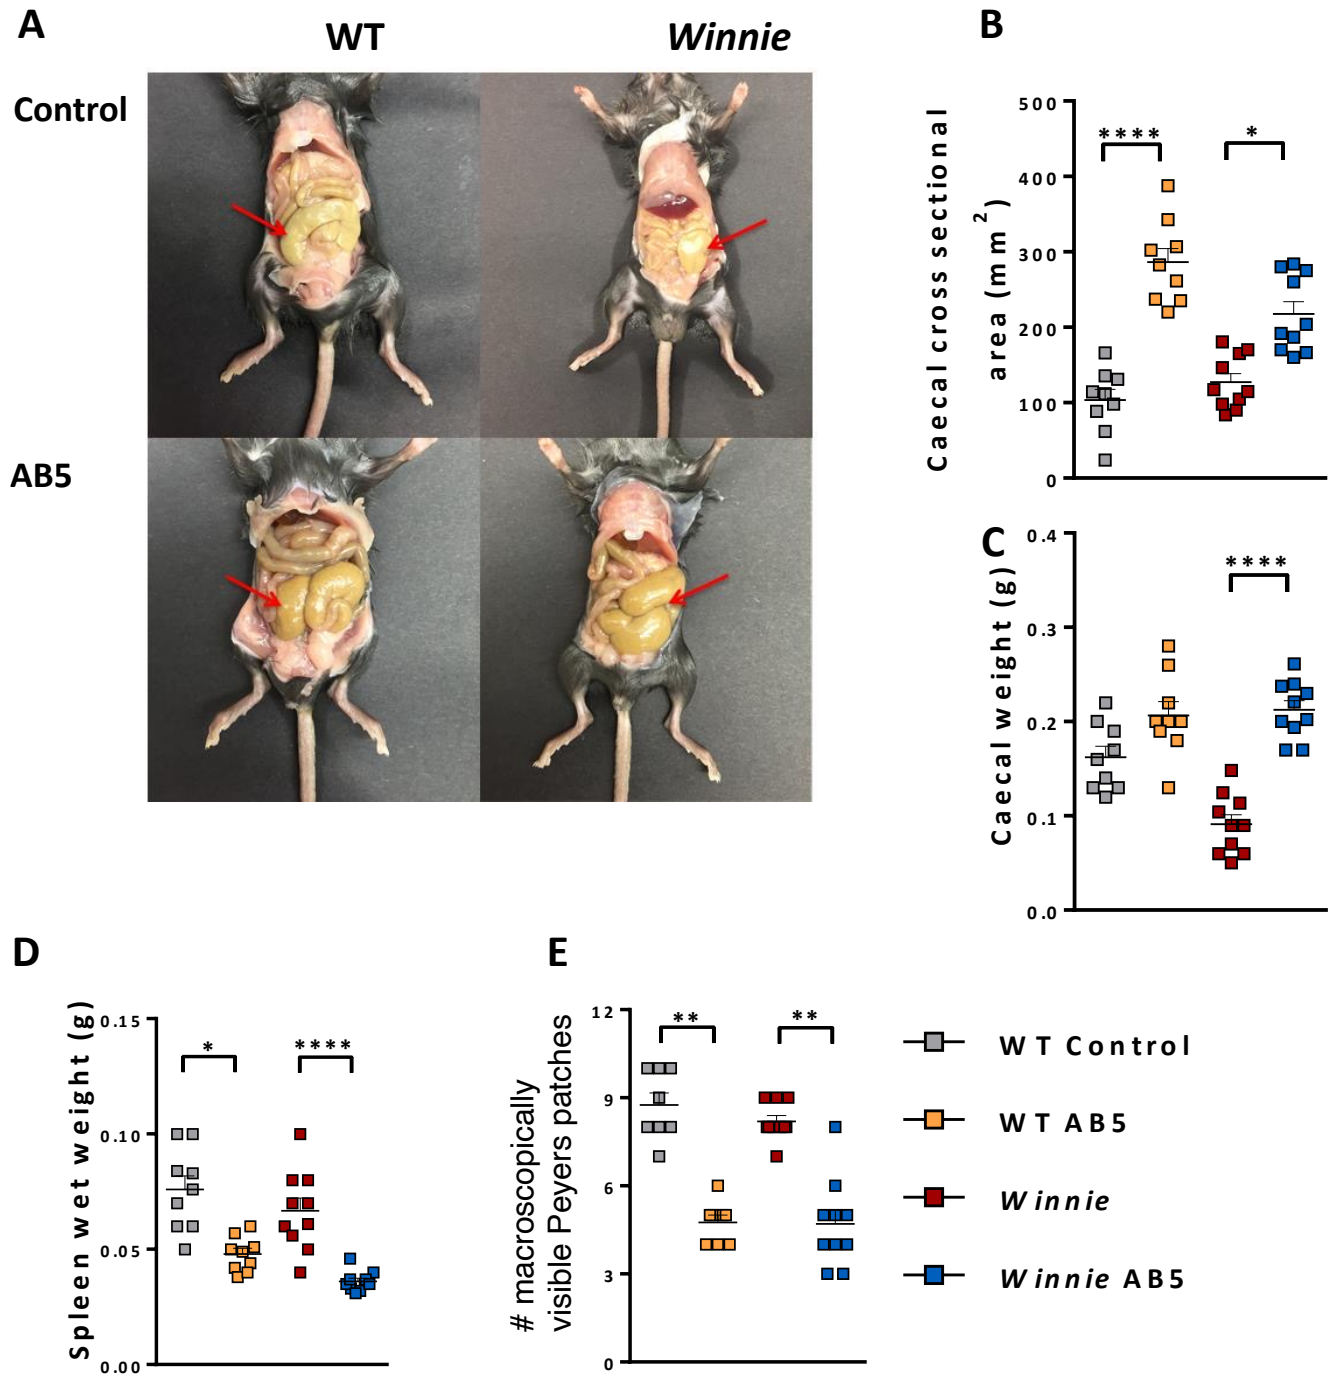 A
WT
Winnie
Control
AB5
B
Caecal cross sectional
area (mm²)
500
400
300
200
100
0
****
*
C
Caecal weight (g)
0.4
0.3
0.2
0.1
0.0
****
D
Spleen wet weight (g)
0.15
0.10
0.05
0.00
*
****
E
# macroscopically
visible Peyers patches
12
9
6
3
0
**
**
WT Control
WT AB5
Winnie
Winnie AB5